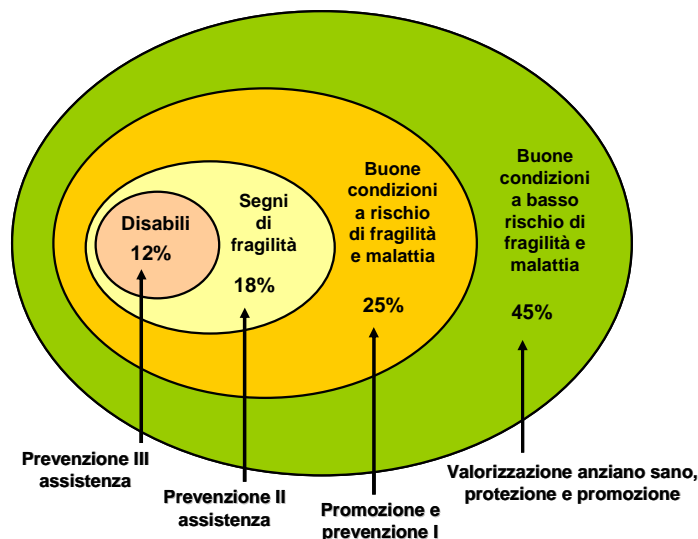 Disabili
12%
Segni
di
fragilità
18%
Buone
condizioni
a rischio
di fragilità
e malattia
25%
Buone
condizioni
a basso
rischio di
fragilità e
malattia
45%
Prevenzione III
assistenza
Prevenzione II
assistenza
Promozione e
prevenzione I
Valorizzazione anziano sano,
protezione e promozione